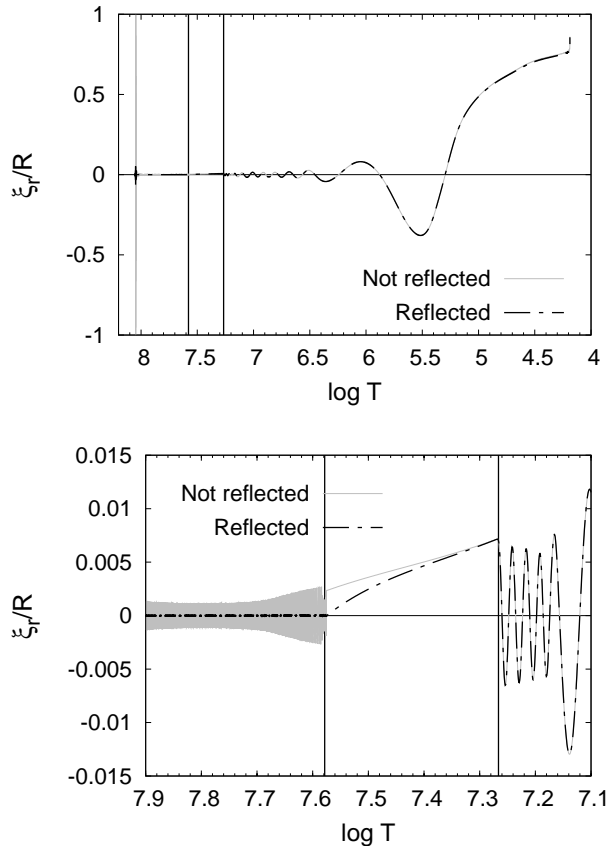 1
0.5
0
-0.5
-1
ξr/R
Not reflected
Reflected
8 7.5 7 6.5 6 5.5 5 4.5 4
log T
0.015
0.01
0.005
0
-0.005
-0.01
-0.015
ξr/R
Not reflected
Reflected
7.9 7.8 7.7 7.6 7.5 7.4 7.3 7.2 7.1
log T